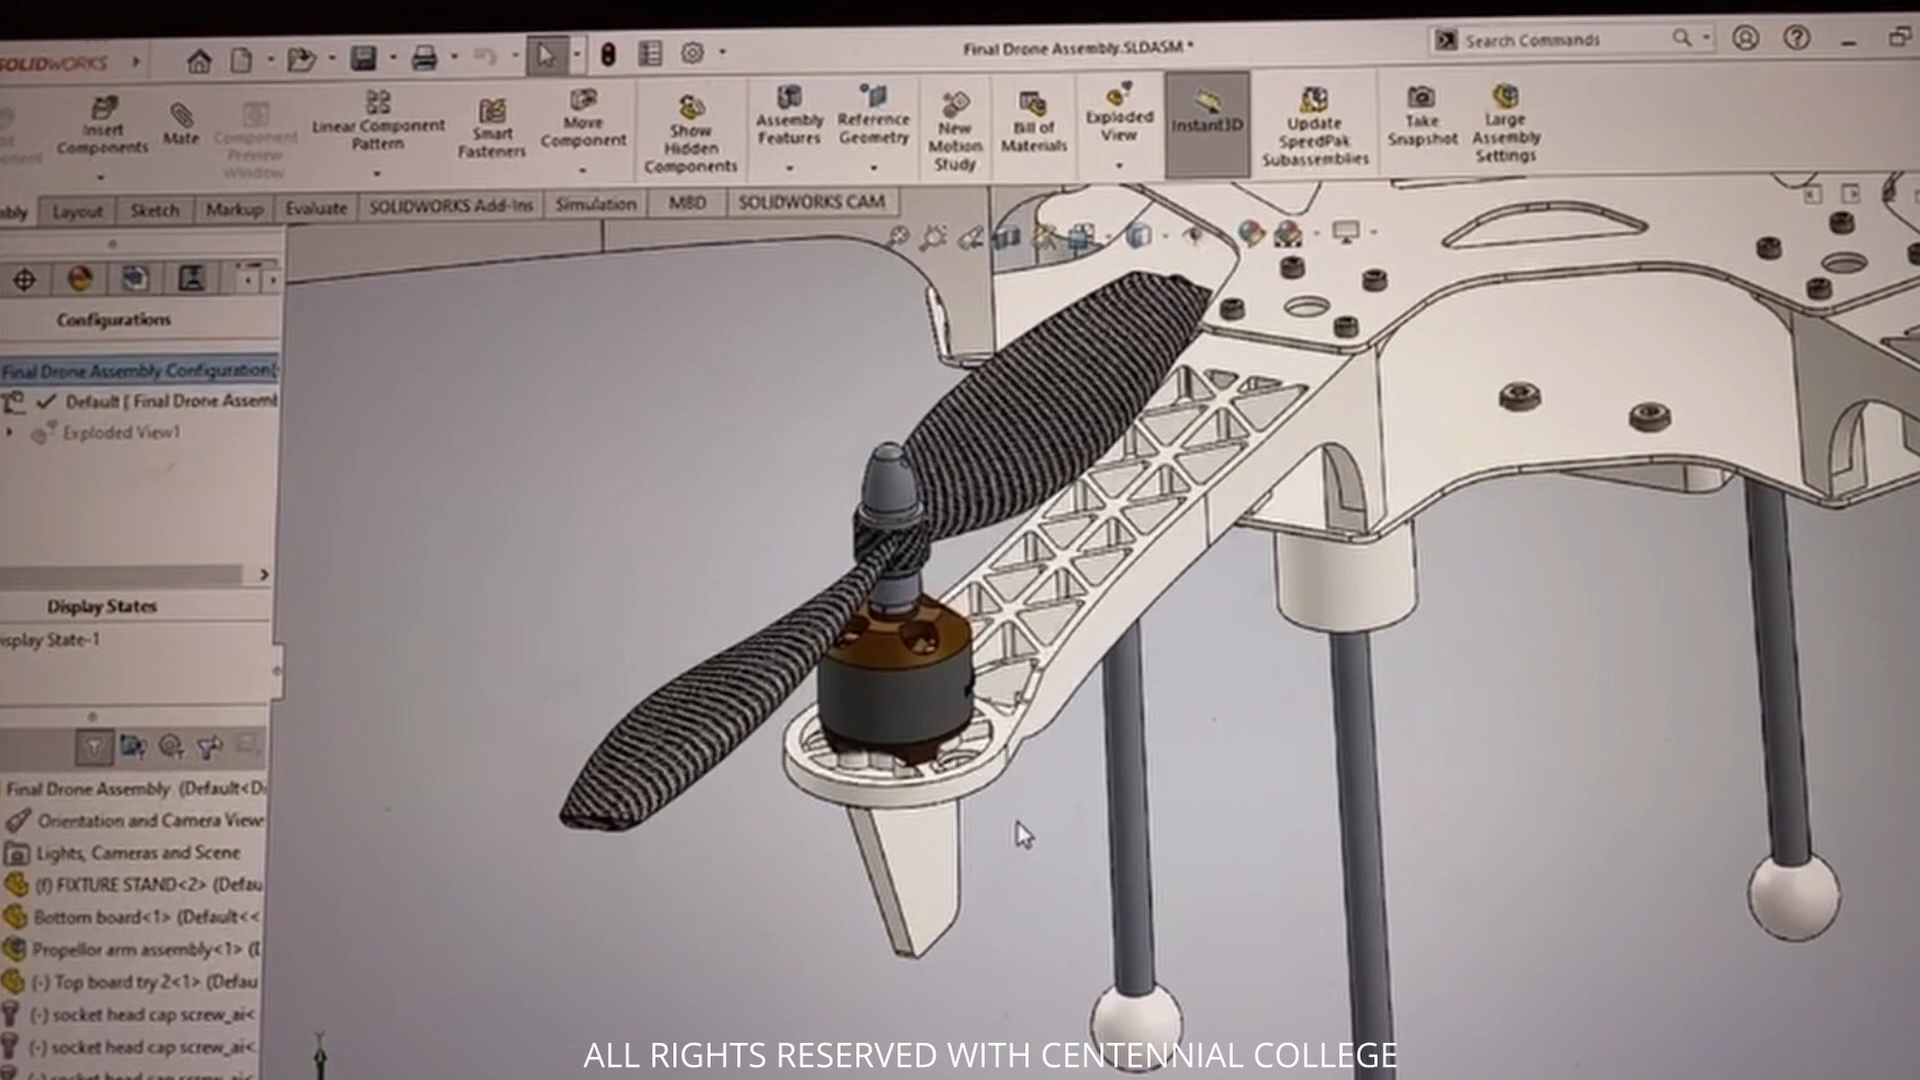 SOLIDWORKS
Final Drone Assembly.SLDASM *
Search Commands
Insert
Components
Mate
Component
Preview
Window
Linear Component
Pattern
Smart
Fasteners
Move
Component
Show
Hidden
Components
Assembly
Features
Reference
Geometry
New
Motion
Study
Bill of
Materials
Exploded
View
Instant3D
Update
SpeedPak
Subassemblies
Take
Snapshot
Large
Assembly
Settings
Layout
Sketch
Markup
Evaluate
SOLIDWORKS Add-Ins
Simulation
MBD
SOLIDWORKS CAM
Configurations
Final Drone Assembly Configuration(
Default [ Final Drone Assemb
Exploded View1
Display States
isplay State-1
Final Drone Assembly (Default<Di
Orientation and Camera View
Lights, Cameras and Scene
(f) FIXTURE STAND<2> (Defau
Bottom board<1> (Default<<
Propellor arm assembly<1> (D
(-) Top board try 2<1> (Defau
(-) socket head cap screw_ai<
(-) socket head cap screw_ai<
ALL RIGHTS RESERVED WITH CENTENNIAL COLLEGE